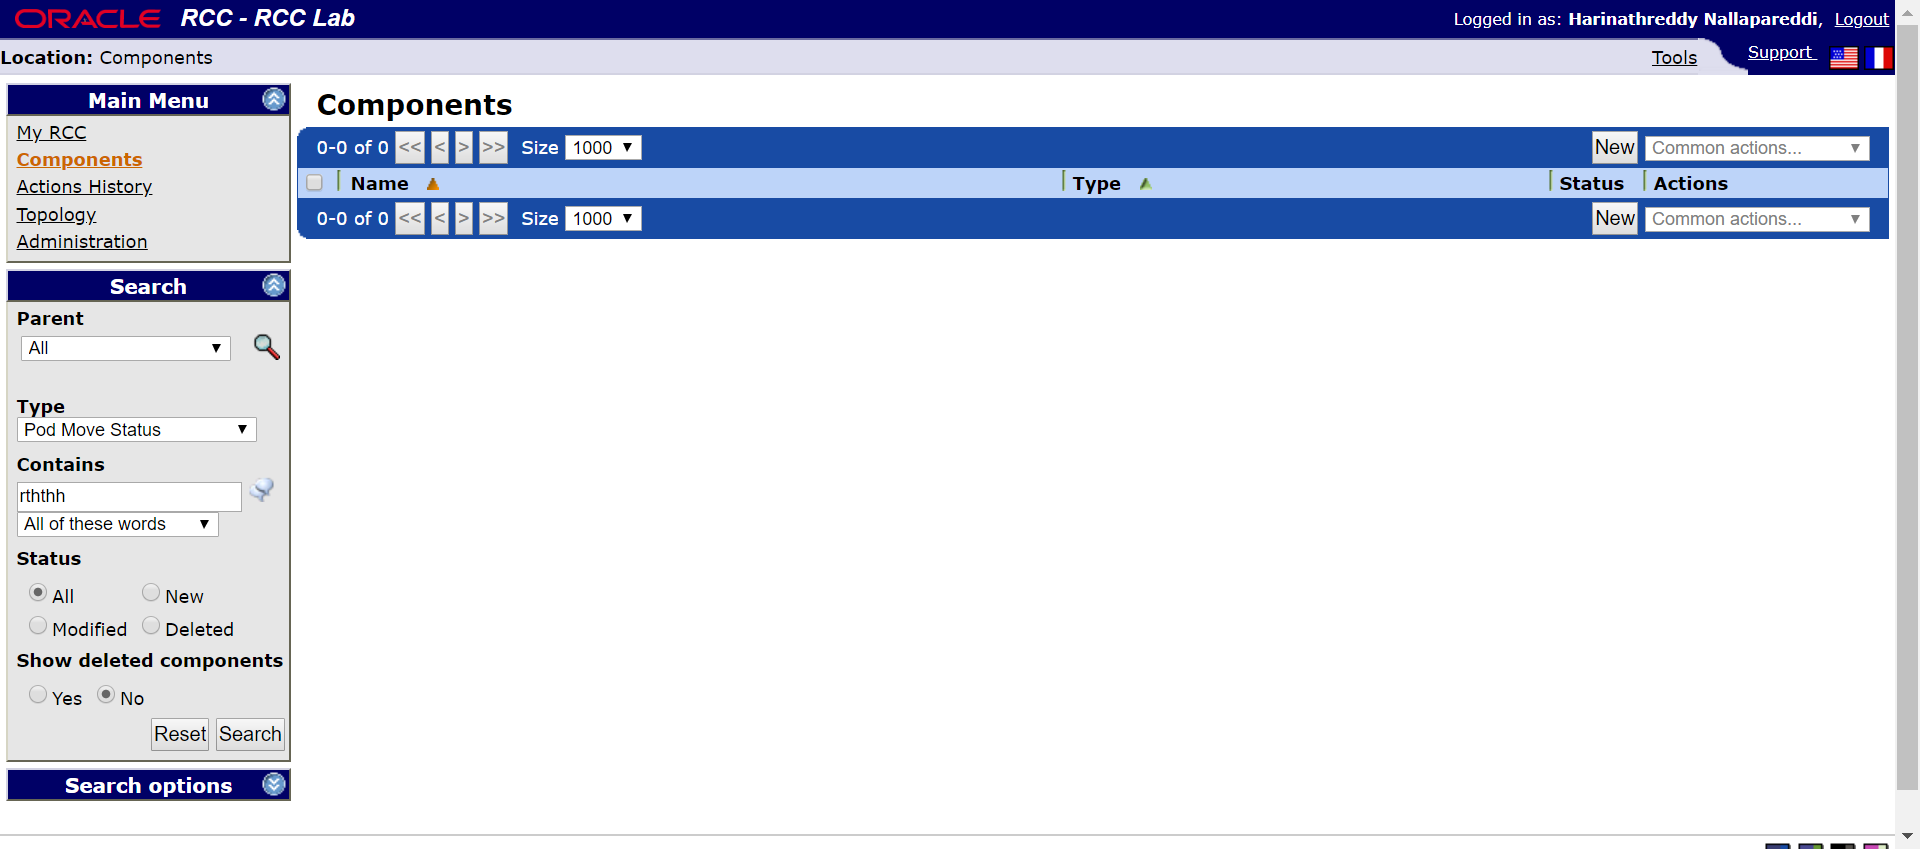 ORACLE RCC - RCC Lab
Logged in as: Harinathreddy Nallapareddi, Logout
Location: Components
Tools
Support
Main Menu
My RCC
Components
Actions History
Topology
Administration
Search
Parent
All
Type
Pod Move Status
Contains
rththh
All of these words
Status
All
New
Modified
Deleted
Show deleted components
Yes
No
Reset
Search
Search options
Components
0-0 of 0 << < > >> Size 1000
New
Common actions...
Name
Type
Status
Actions
0-0 of 0 << < > >> Size 1000
New
Common actions...